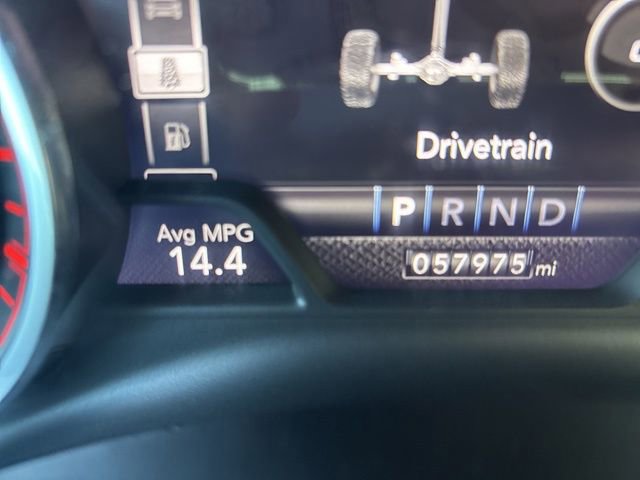 Drivetrain
P R N D
Avg MPG
14.4
057975 mi